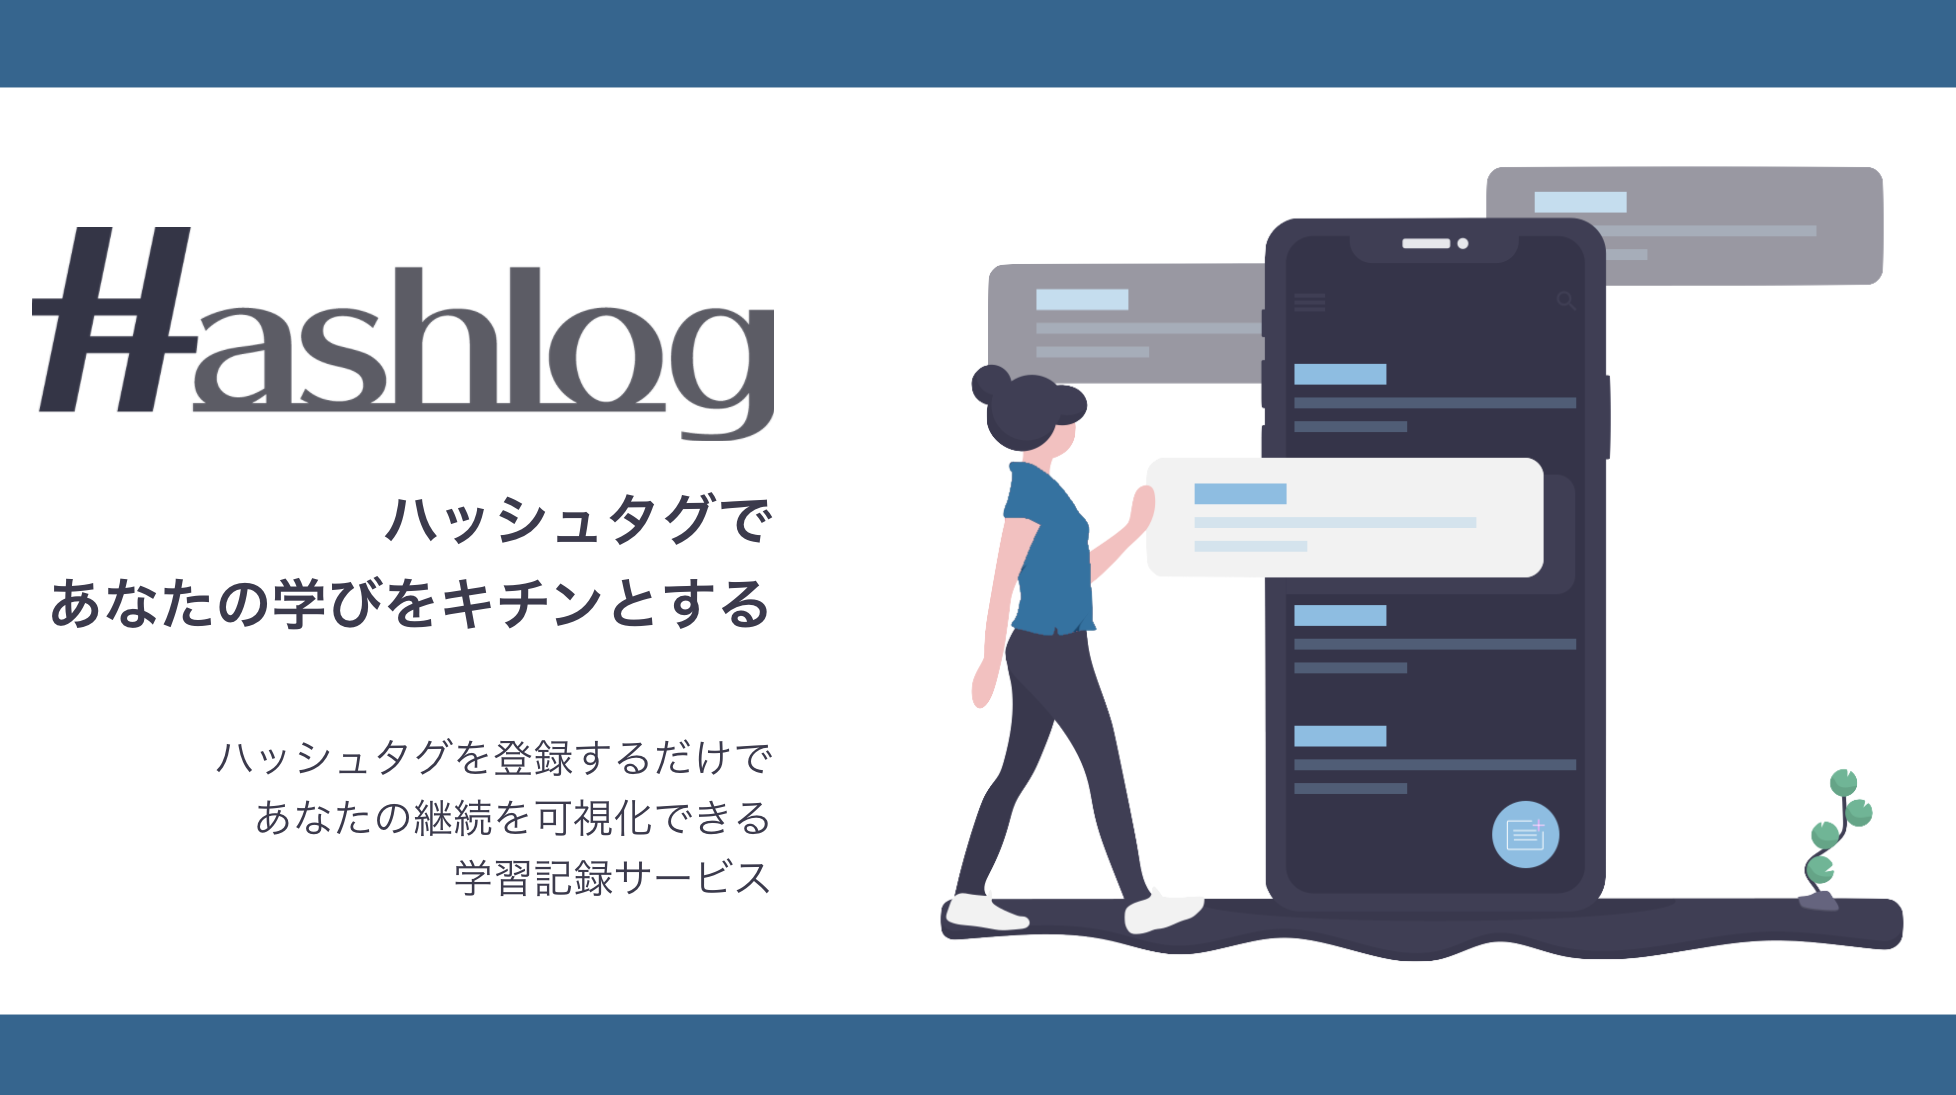 Hashlog
ハッシュタグで
あなたの学びをキチンとする
ハッシュタグを登録するだけで
あなたの継続を可視化できる
学習記録サービス